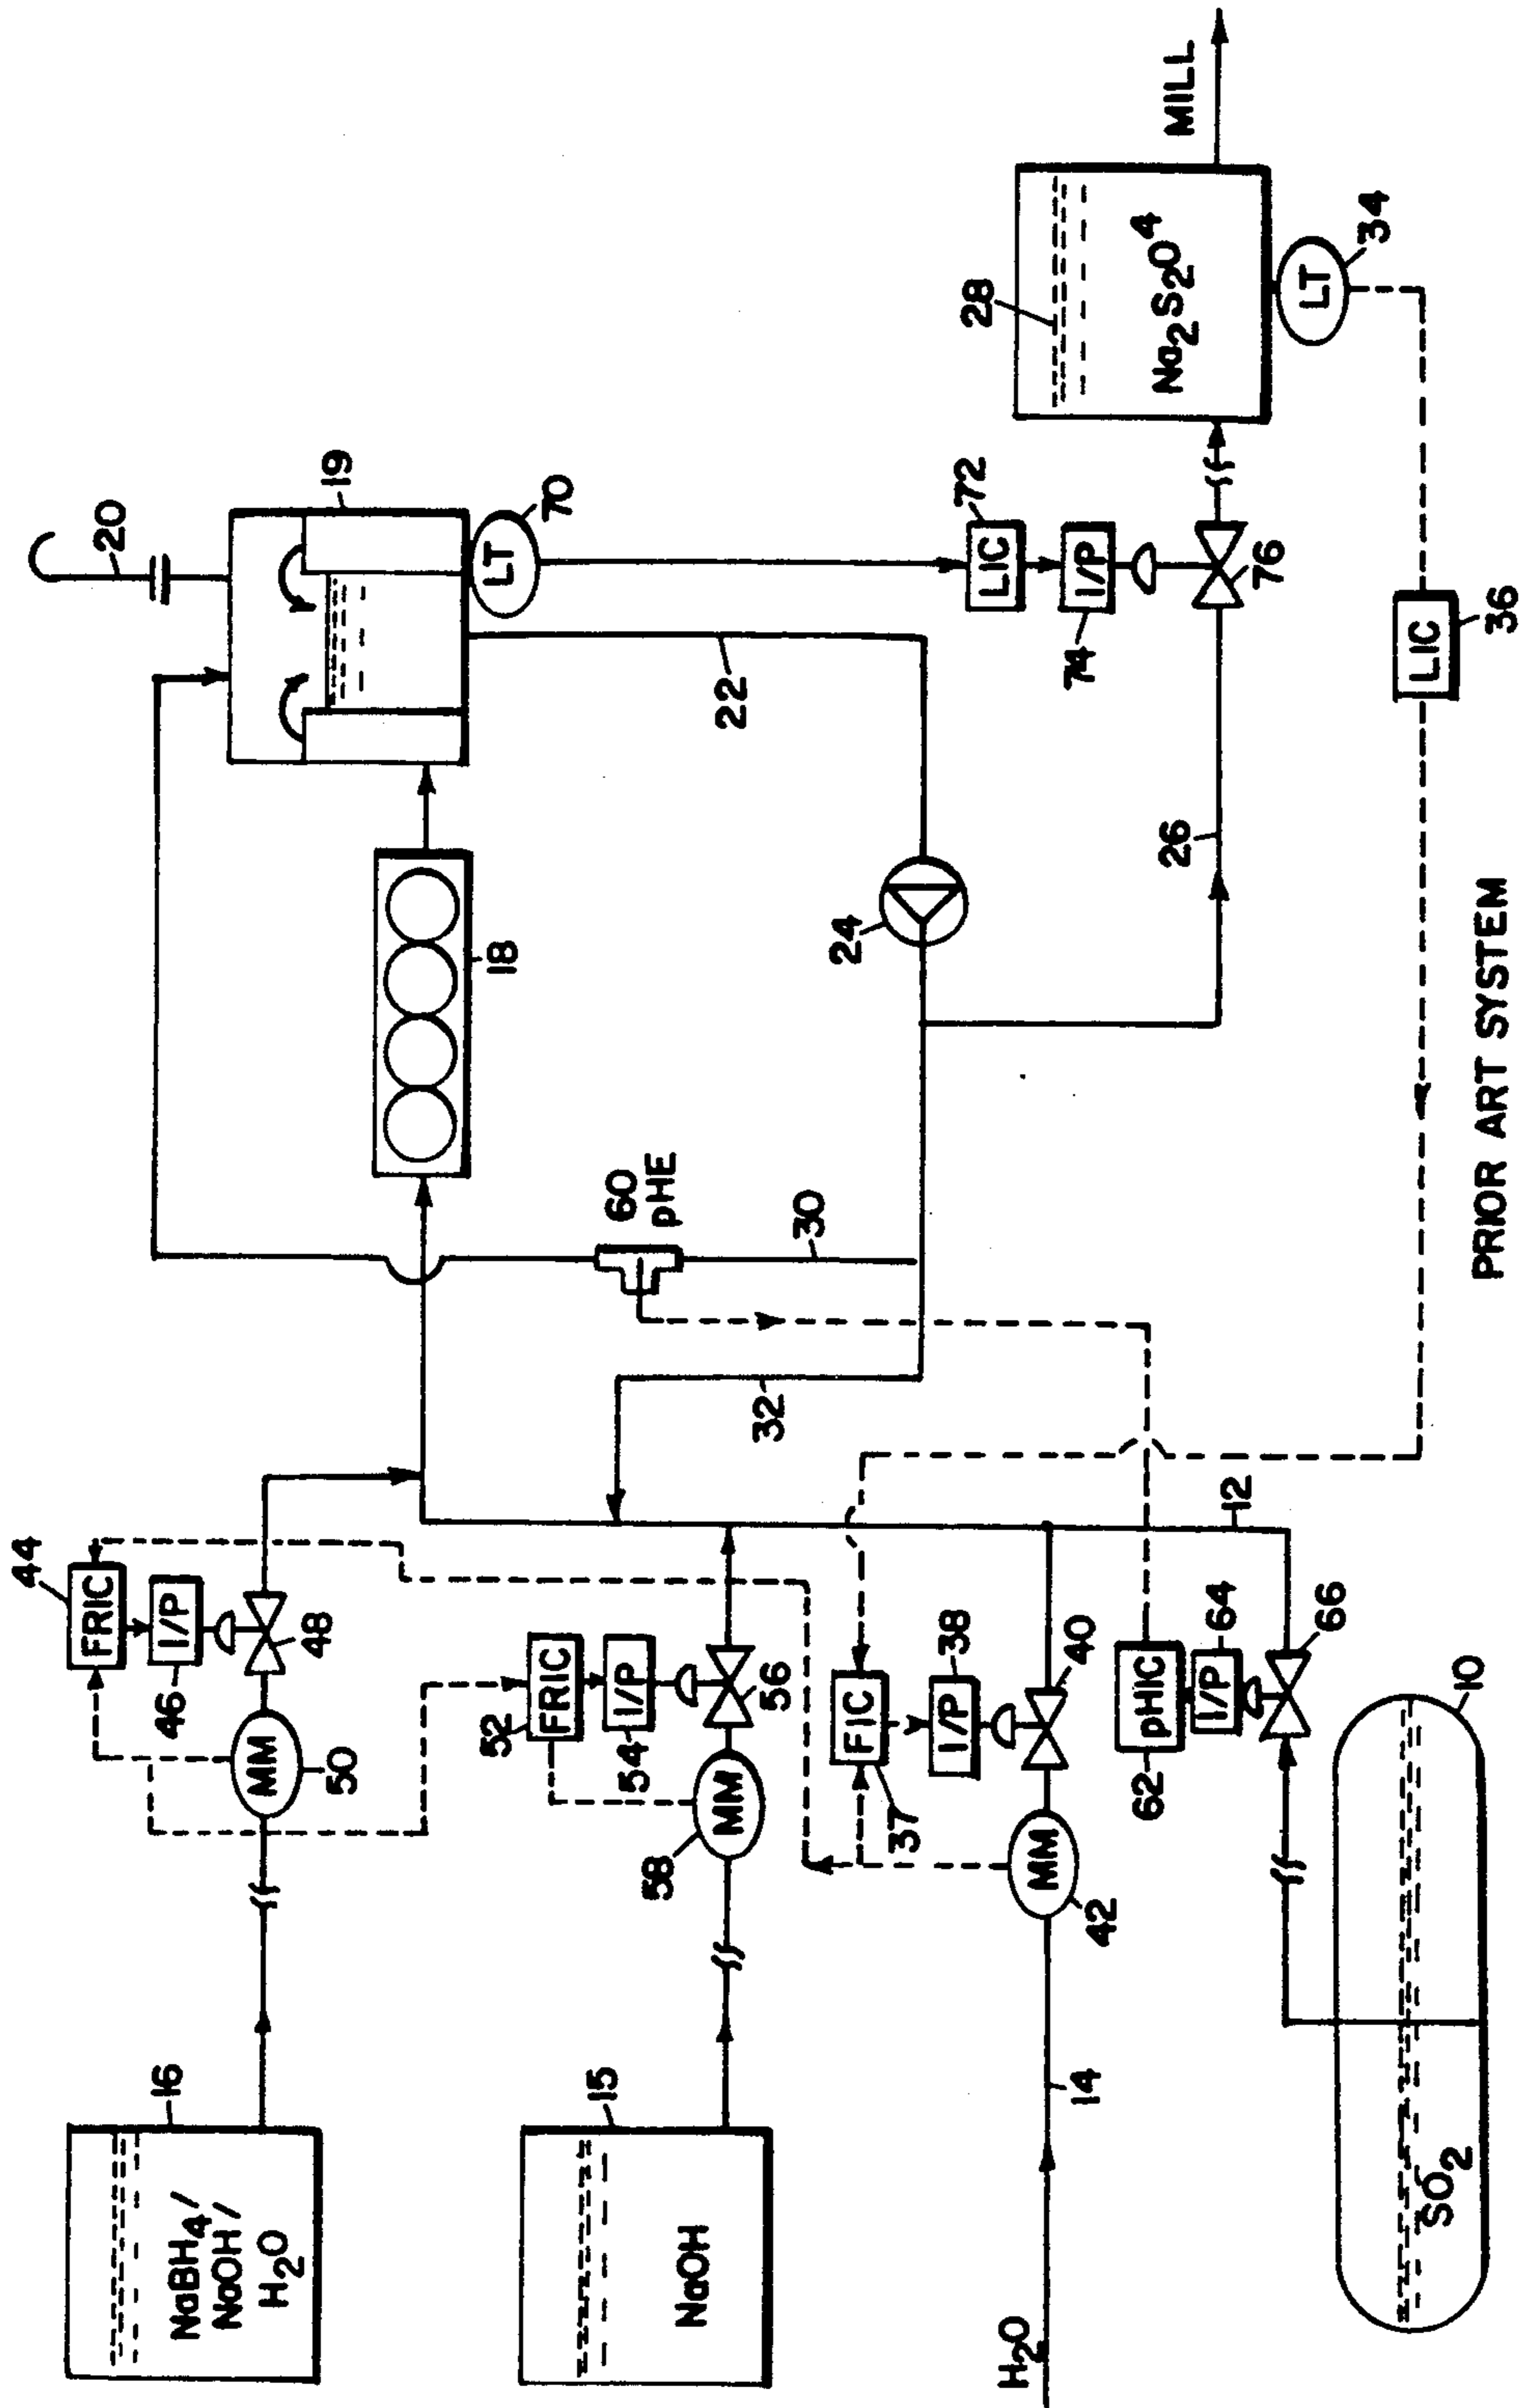 16
NaBH4/
NaOH/
H2O
44
FRIC
I/P
46
48
MM
50
15
NaOH
52
FRIC
I/P
54
56
MM
58
H2O
14
FIC
37
I/P
38
40
MM
42
pHIC
62
I/P
64
66
12
SO2
10
18
19
20
LT
70
60
pHE
30
32
22
24
26
LIC
72
I/P
74
76
28
Na2S2O4
MILL
LT
34
LIC
36
PRIOR ART SYSTEM